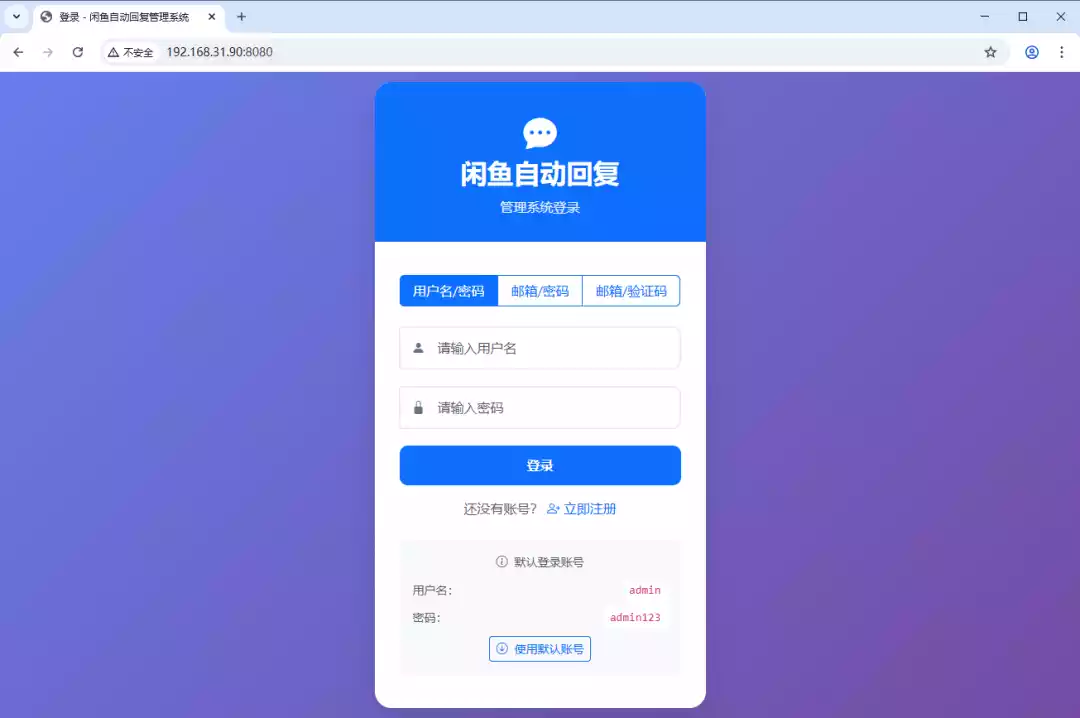 登录 - 闲鱼自动回复管理系统
不安全 192.168.31.90:8080
闲鱼自动回复
管理系统登录
用户名/密码 邮箱/密码 邮箱/验证码
请输入用户名
请输入密码
登录
还没有账号? 立即注册
默认登录账号
用户名: admin
密码: admin123
使用默认账号